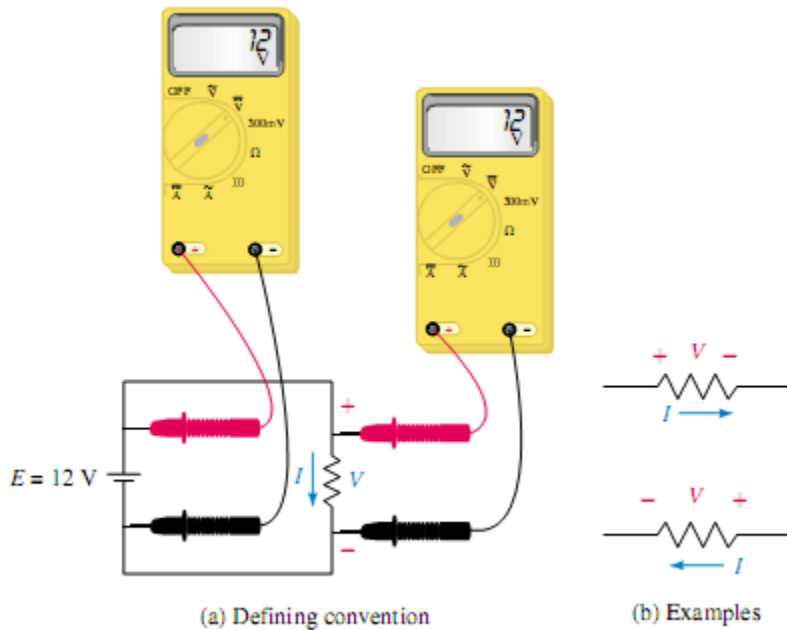 12
V
OFF
V
V
300mV
Ω
)))
A
A
+
-
12
V
OFF
V
V
300mV
Ω
)))
A
A
+
-
E = 12 V
+
I
V
-
+ V -
I
- V +
I
(a) Defining convention
(b) Examples